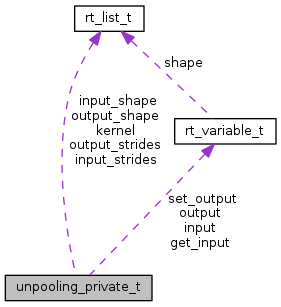 rt_list_t
shape
input_shape
output_shape
kernel
output_strides
input_strides
rt_variable_t
set_output
output
input
get_input
unpooling_private_t